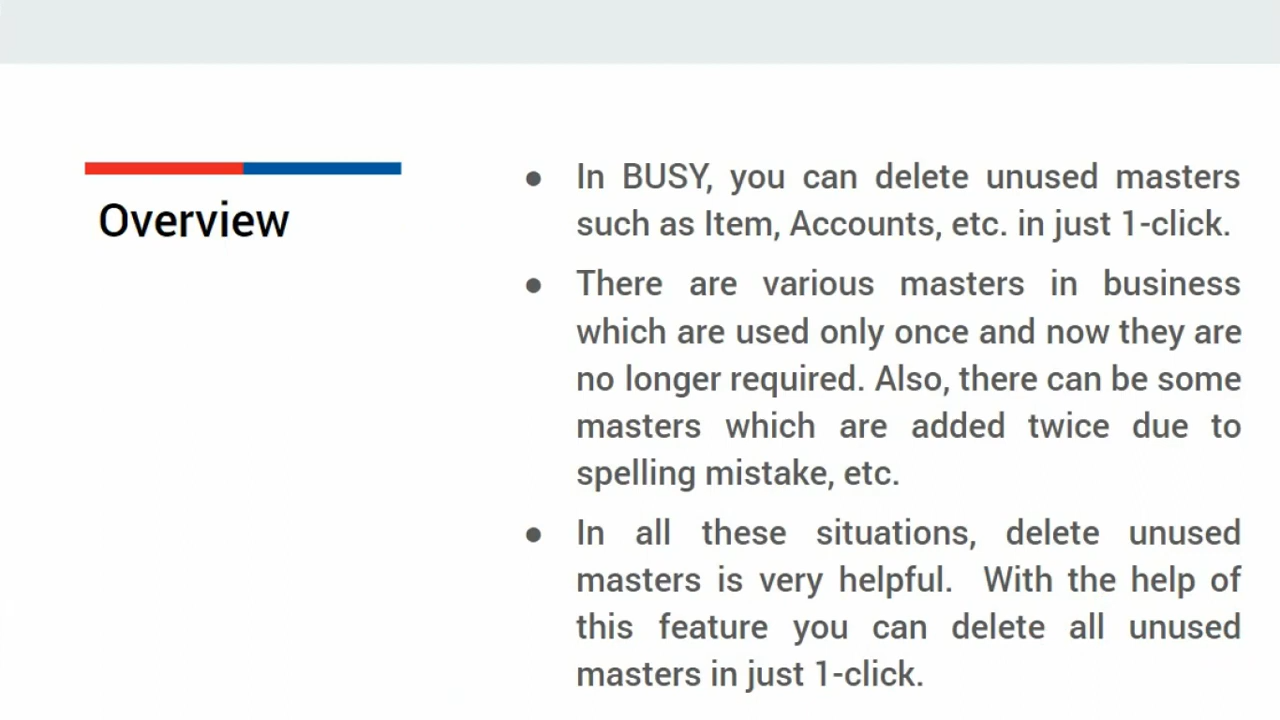 Overview
● In BUSY, you can delete unused masters
such as Item, Accounts, etc. in just 1-click.
● There are various masters in business
which are used only once and now they are
no longer required. Also, there can be some
masters which are added twice due to
spelling mistake, etc.
● In all these situations, delete unused
masters is very helpful.  With the help of
this feature you can delete all unused
masters in just 1-click.